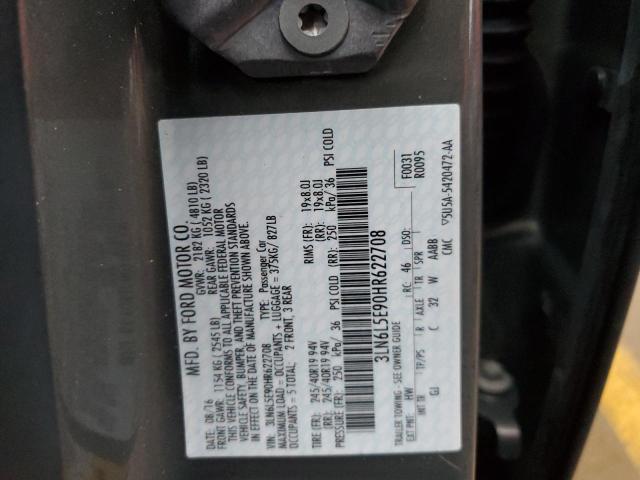 MFD. BY FORD MOTOR CO.
DATE: 08/16 GVWR: 2182 KG ( 4810 LB)
FRONT GAWR: 1154 KG ( 2545 LB) REAR GAWR: 1052 KG ( 2320 LB)
THIS VEHICLE CONFORMS TO ALL APPLICABLE FEDERAL MOTOR
VEHICLE SAFETY, BUMPER, AND THEFT PREVENTION STANDARDS
IN EFFECT ON THE DATE OF MANUFACTURE SHOWN ABOVE.
VIN: 3LN6L5E90HR622708 TYPE: Passenger Car
MAXIMUM LOAD = OCCUPANTS + LUGGAGE = 375KG/ 827LB
OCCUPANTS = 5 TOTAL: 2 FRONT, 3 REAR
TIRE (FR): 245/40R19 94V RIMS (FR): 19x8.0J
(RR): 245/40R19 94V (RR): 19x8.0J
PRESSURE (FR): 250 kPa/ 36 PSI COLD (RR): 250 kPa/ 36 PSI COLD
3LN6L5E90HR622708
TRAILER TOWING - SEE OWNER GUIDE F0031
R0095
EXT PNT: HW RC: 46 DSO:
INT TR TP/PS R AXLE TR SPR
GJ C 32 W AABB
CMC ▽5U5A-5420472-AA